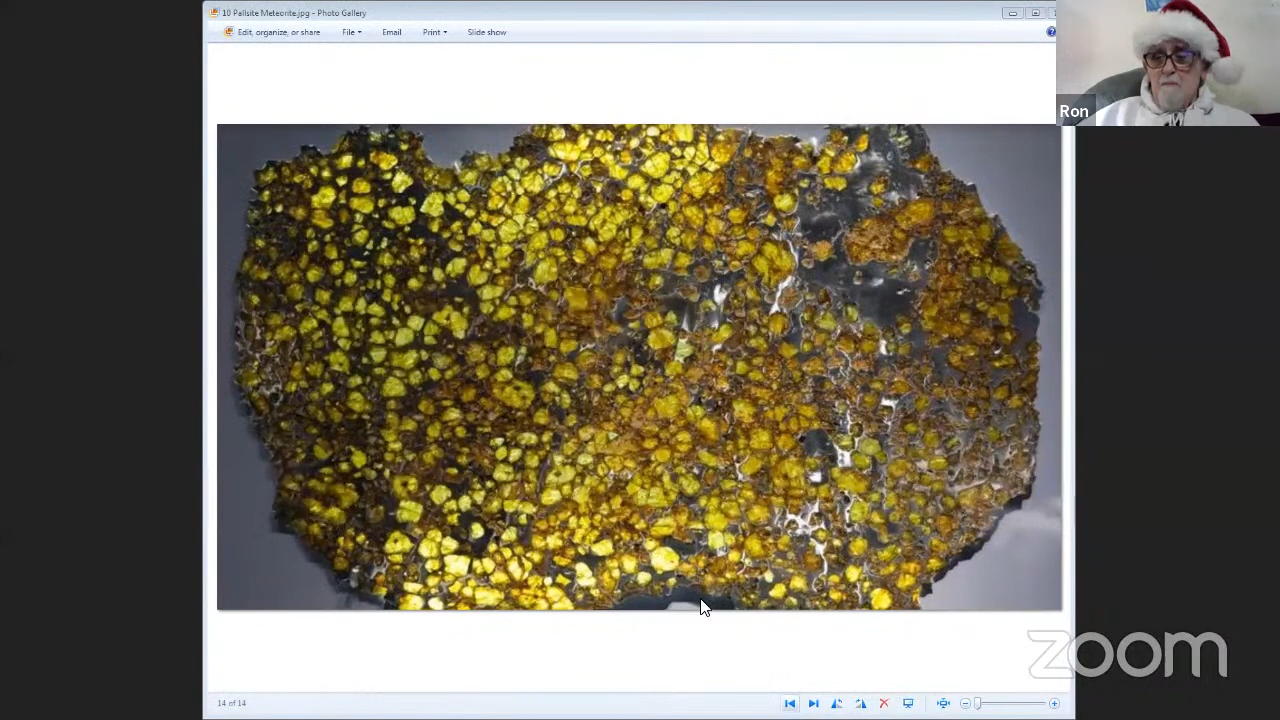 10 Pallsite Meteorite.jpg - Photo Gallery
Edit, organize, or share
File
Email
Print
Slide show
?
Ron
zoom
14 of 14